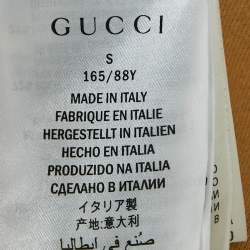 GUCCI
S
165/88Y
MADE IN ITALY
FABRIQUE EN ITALIE
HERGESTELLT IN ITALIEN
HECHO EN ITALIA
PRODUZIDO NA ITALIA
СДЕЛАНО В ИТАЛИИ
イタリア製
产地:意大利
صُنع في إيطاليا